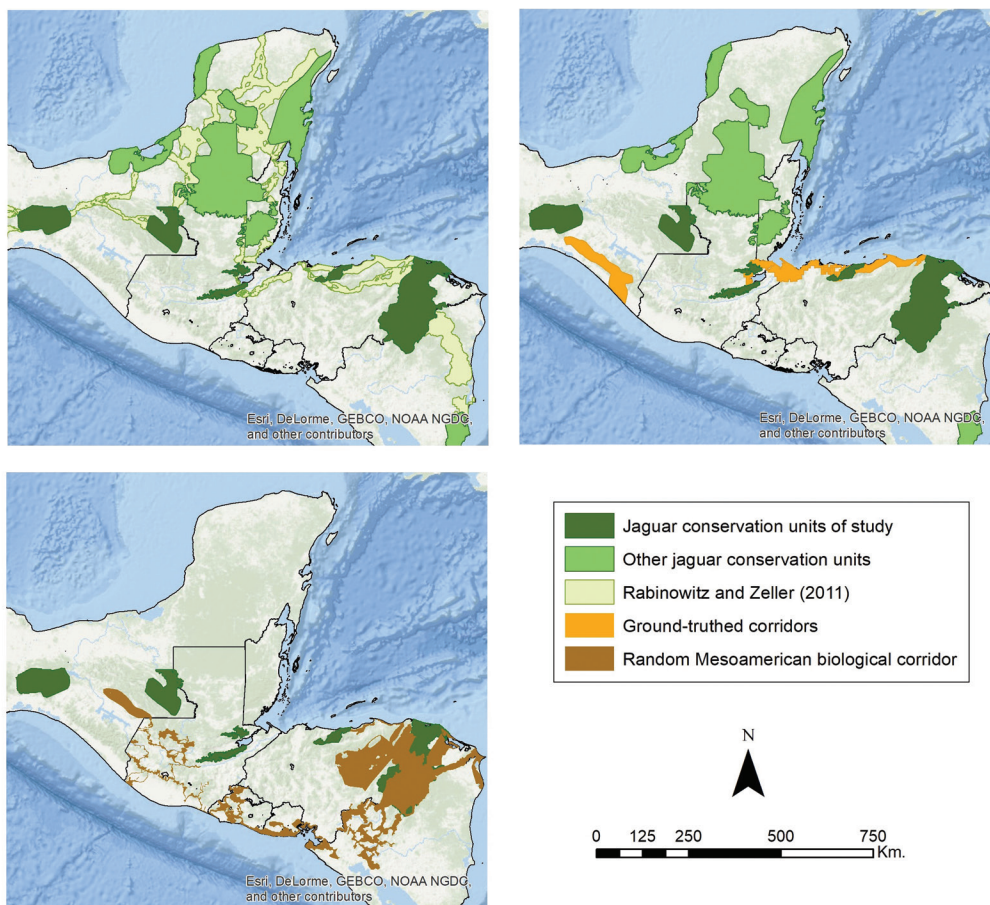 Esri, DeLorme, GEBCO, NOAA NGDC,
and other contributors
Esri, DeLorme, GEBCO, NOAA NGDC,
and other contributors
Esri, DeLorme, GEBCO, NOAA NGDC,
and other contributors
Jaguar conservation units of study
Other jaguar conservation units
Rabinowitz and Zeller (2011)
Ground-truthed corridors
Random Mesoamerican biological corridor
N
0 125 250 500 750
Km.